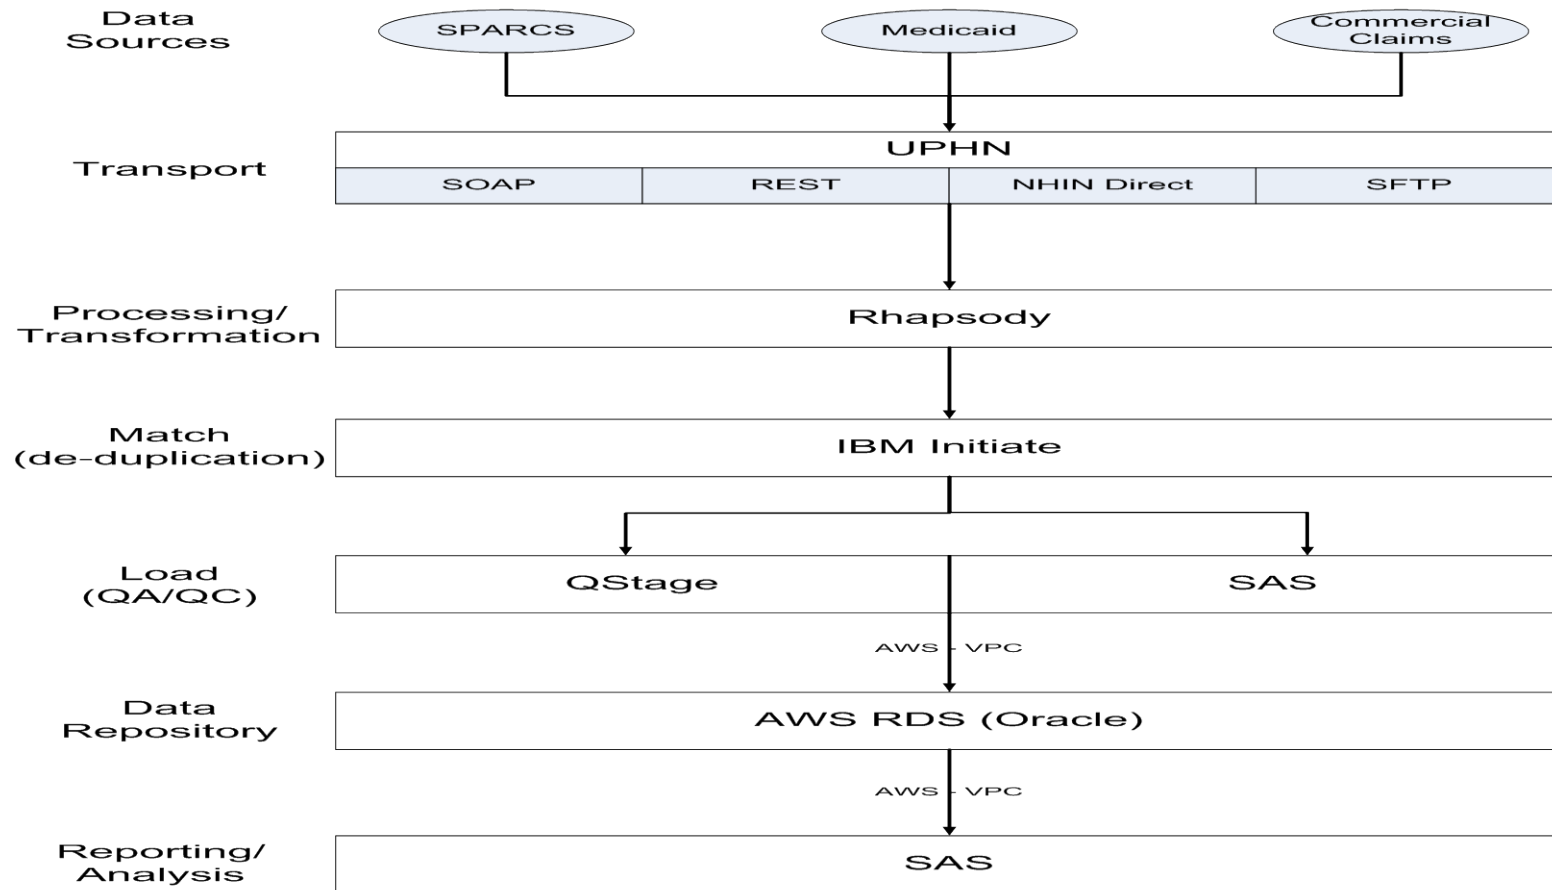 Data
Sources
SPARCS
Medicaid
Commercial
Claims
Transport
UPHN
SOAP
REST
NHIN Direct
SFTP
Processing/
Transformation
Rhapsody
Match
(de-duplication)
IBM Initiate
Load
(QA/QC)
QStage
SAS
AWS - VPC
Data
Repository
AWS RDS (Oracle)
AWS - VPC
Reporting/
Analysis
SAS